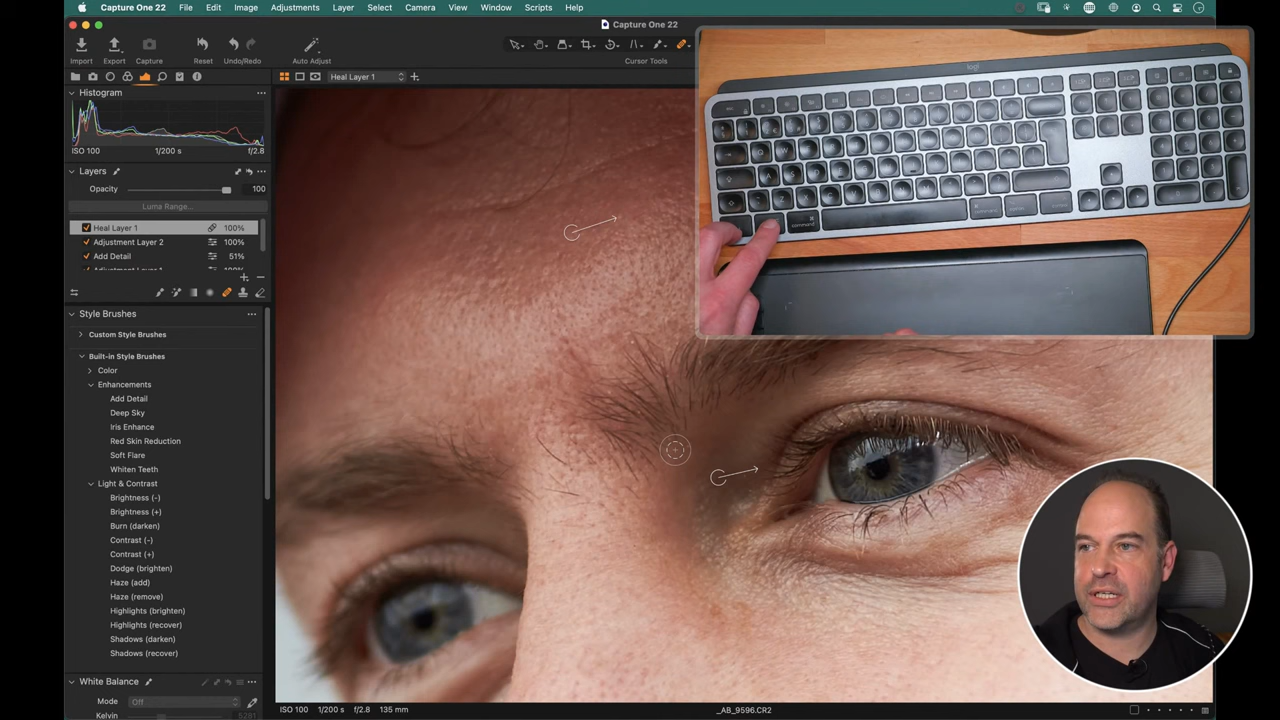 Capture One 22 File Edit Image Adjustments Layer Select Camera View Window Scripts Help
Capture One 22
Import Export Capture Reset Undo/Redo Auto Adjust Cursor Tools
Heal Layer 1
Histogram
ISO 100 1/200 s f/2.8
Layers
Opacity 100
Luma Range...
Heal Layer 1 100%
Adjustment Layer 2 100%
Add Detail 51%
Style Brushes
Custom Style Brushes
Built-in Style Brushes
Color
Enhancements
Add Detail
Deep Sky
Iris Enhance
Red Skin Reduction
Soft Flare
Whiten Teeth
Light & Contrast
Brightness (-)
Brightness (+)
Burn (darken)
Contrast (-)
Contrast (+)
Dodge (brighten)
Haze (add)
Haze (remove)
Highlights (brighten)
Highlights (recover)
Shadows (darken)
Shadows (recover)
White Balance
Mode Off
Kelvin 5281
ISO 100 1/200 s f/2.8 135 mm _AB_9596.CR2
logi
command